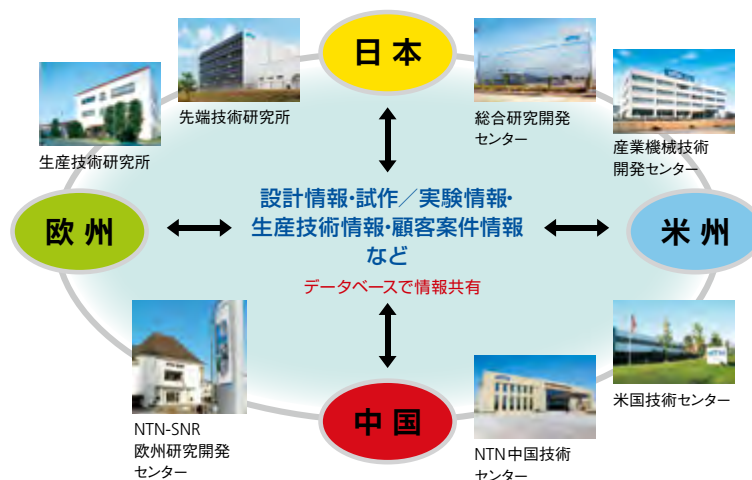 日本
先端技術研究所
総合研究開発
センター
生産技術研究所
産業機械技術
開発センター
設計情報・試作／実験情報・
生産技術情報・顧客案件情報
など
データベースで情報共有
欧州
米州
中国
NTN-SNR
欧州研究開発
センター
NTN中国技術
センター
米国技術センター